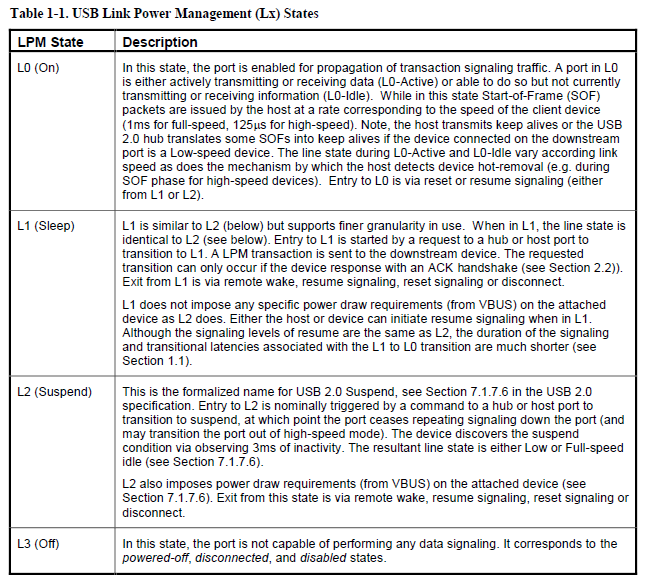 Table 1-1. USB Link Power Management (Lx) States
LPM State Description
L0 (On) In this state, the port is enabled for propagation of transaction signaling traffic. A port in L0
is either actively transmitting or receiving data (L0-Active) or able to do so but not currently
transmitting or receiving information (L0-Idle). While in this state Start-of-Frame (SOF)
packets are issued by the host at a rate corresponding to the speed of the client device
(1ms for full-speed, 125µs for high-speed). Note, the host transmits keep alives or the USB
2.0 hub translates some SOFs into keep alives if the device connected on the downstream
port is a Low-speed device. The line state during L0-Active and L0-Idle vary according link
speed as does the mechanism by which the host detects device hot-removal (e.g. during
SOF phase for high-speed devices). Entry to L0 is via reset or resume signaling (either
from L1 or L2).
L1 (Sleep) L1 is similar to L2 (below) but supports finer granularity in use. When in L1, the line state is
identical to L2 (see below). Entry to L1 is started by a request to a hub or host port to
transition to L1. A LPM transaction is sent to the downstream device. The requested
transition can only occur if the device response with an ACK handshake (see Section 2.2)).
Exit from L1 is via remote wake, resume signaling, reset signaling or disconnect.
L1 does not impose any specific power draw requirements (from VBUS) on the attached
device as L2 does. Either the host or device can initiate resume signaling when in L1.
Although the signaling levels of resume are the same as L2, the duration of the signaling
and transitional latencies associated with the L1 to L0 transition are much shorter (see
Section 1.1).
L2 (Suspend) This is the formalized name for USB 2.0 Suspend, see Section 7.1.7.6 in the USB 2.0
specification. Entry to L2 is nominally triggered by a command to a hub or host port to
transition to suspend, at which point the port ceases repeating signaling down the port (and
may transition the port out of high-speed mode). The device discovers the suspend
condition via observing 3ms of inactivity. The resultant line state is either Low or Full-speed
idle (see Section 7.1.7.6).
L2 also imposes power draw requirements (from VBUS) on the attached device (see
Section 7.1.7.6). Exit from this state is via remote wake, resume signaling, reset signaling or
disconnect.
L3 (Off) In this state, the port is not capable of performing any data signaling. It corresponds to the
powered-off, disconnected, and disabled states.